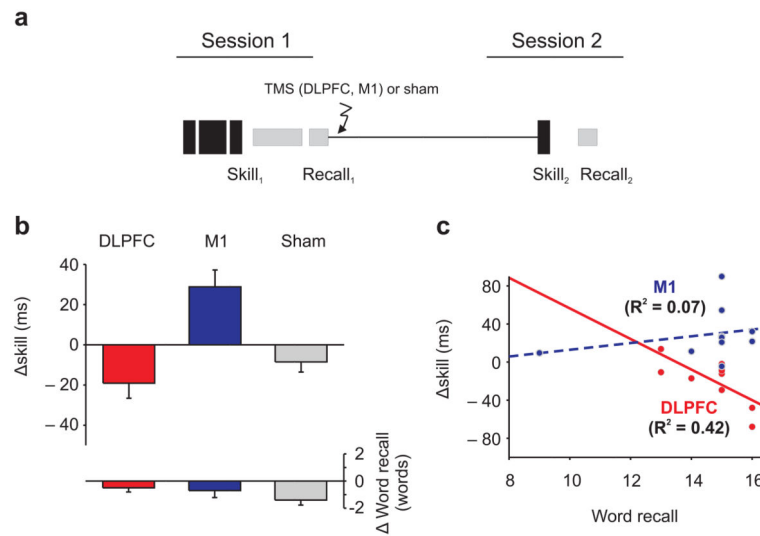 a
Session 1
Session 2
TMS (DLPFC, M1) or sham
Skill₁
Recall₁
Skill₂
Recall₂
b
DLPFC
M1
Sham
Δskill (ms)
40
20
0
– 20
– 40
2
0
-2
Δ Word recall
(words)
c
Δskill (ms)
80
40
0
– 40
– 80
M1
(R² = 0.07)
DLPFC
(R² = 0.42)
8
10
12
14
16
Word recall